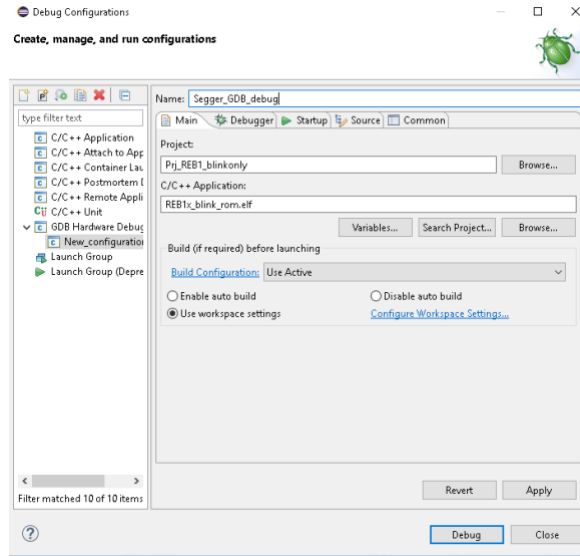 Debug Configurations
Create, manage, and run configurations
Name: Segger_GDB_debug
type filter text
C/C++ Application
C/C++ Attach to App
C/C++ Container Lau
C/C++ Postmortem D
C/C++ Remote Appli
C/C++ Unit
GDB Hardware Debug
New_configuration
Launch Group
Launch Group (Depre
Filter matched 10 of 10 items
Main Debugger Startup Source Common
Project:
Prj_REB1_blinkonly Browse...
C/C++ Application:
REB1x_blink_rom.elf
Variables... Search Project... Browse...
Build (if required) before launching
Build Configuration: Use Active
Enable auto build Disable auto build
Use workspace settings Configure Workspace Settings...
Revert Apply
Debug Close